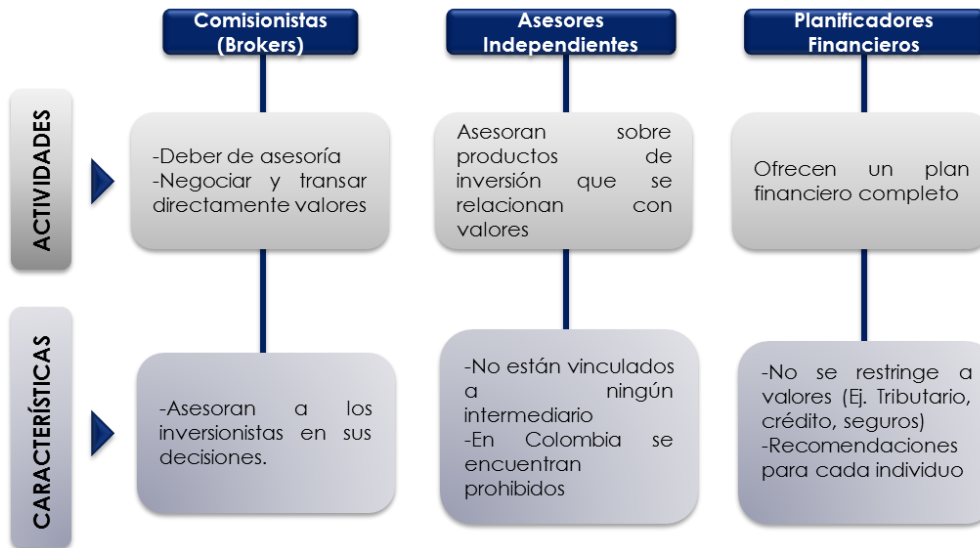 Comisionistas
(Brokers)
Asesores
Independientes
Planificadores
Financieros
ACTIVIDADES
-Deber de asesoría
-Negociar y transar
directamente valores
Asesoran sobre
productos de
inversión que se
relacionan con
valores
Ofrecen un plan
financiero completo
CARACTERÍSTICAS
-Asesoran a los
inversionistas en sus
decisiones.
-No están vinculados
a ningún
intermediario
-En Colombia se
encuentran
prohibidos
-No se restringe a
valores (Ej. Tributario,
crédito, seguros)
-Recomendaciones
para cada individuo